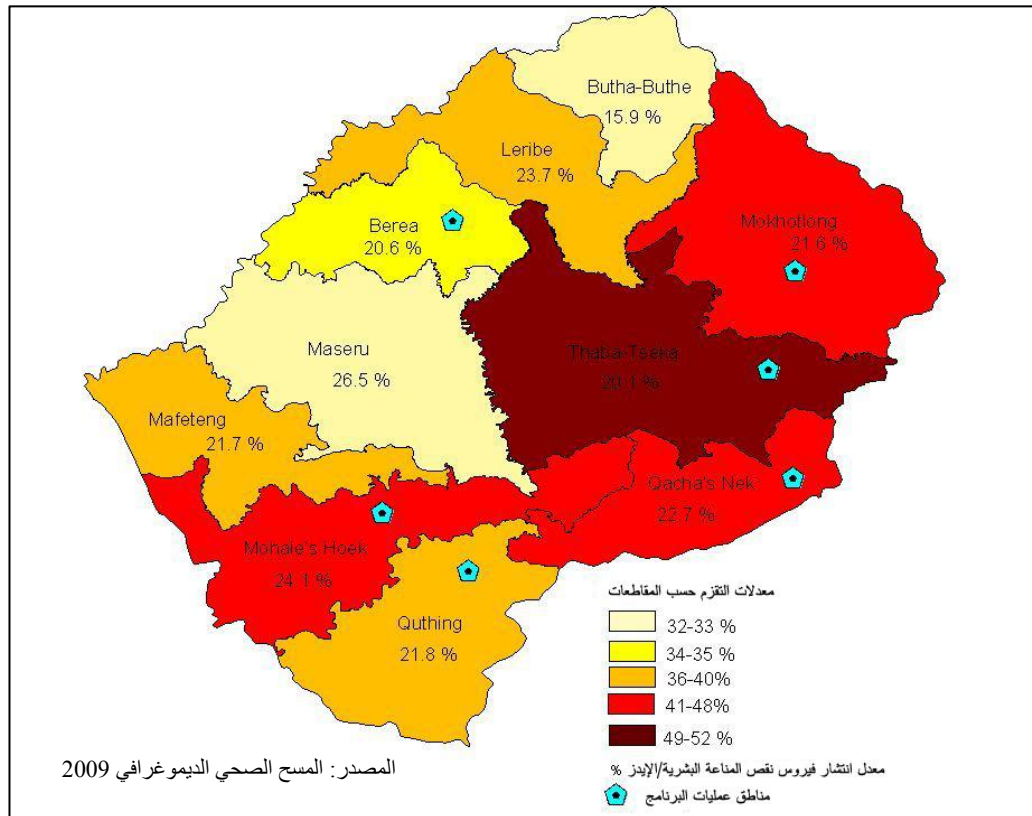 Butha-Buthe
15.9 %
Leribe
23.7 %
Mokhotlong
21.6 %
Berea
20.6 %
Maseru
26.5 %
Thaba-Tseka
20.1 %
Mafeteng
21.7 %
Qacha's Nek
22.7 %
Mohale's Hoek
24.1 %
Quthing
21.8 %
معدلات التقزم حسب المقاطعات
32-33 %
34-35 %
36-40%
41-48%
49-52 %
معدل انتشار فيروس نقص المناعة البشرية/الإيدز %
مناطق عمليات البرنامج
المصدر: المسح الصحي الديموغرافي 2009